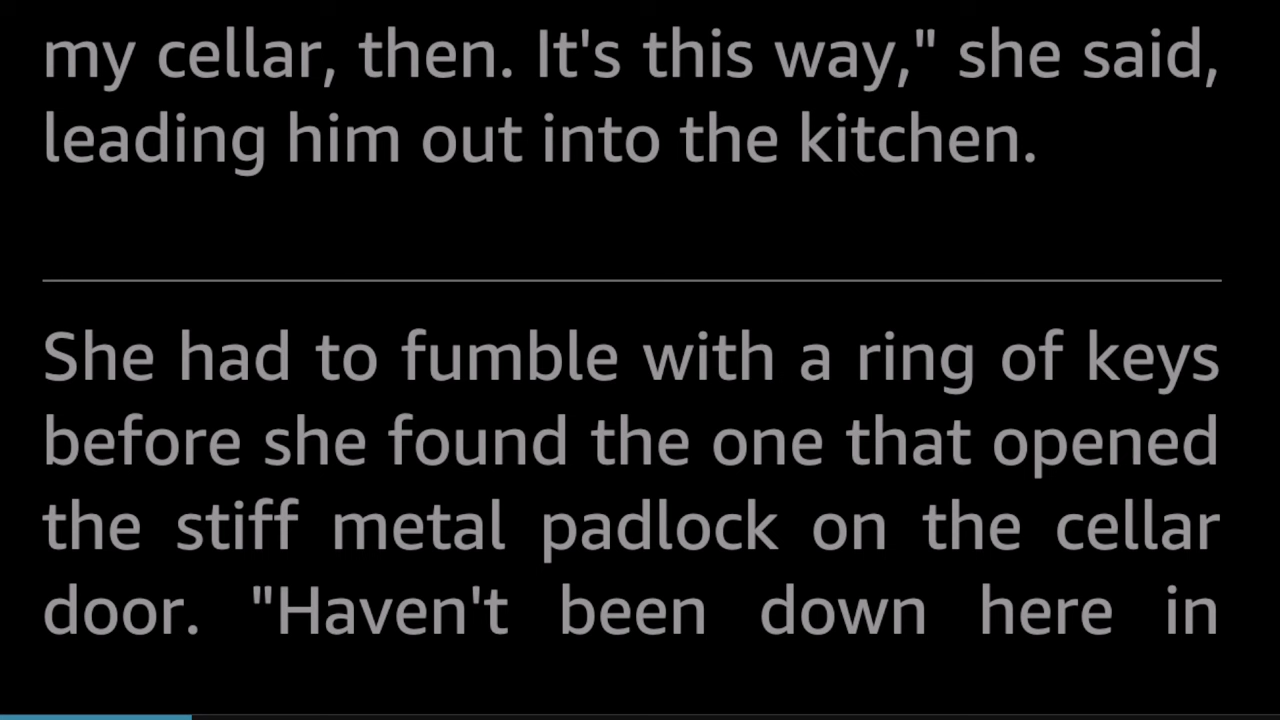 my cellar, then. It's this way," she said,
leading him out into the kitchen.
She had to fumble with a ring of keys
before she found the one that opened
the stiff metal padlock on the cellar
door. "Haven't been down here in